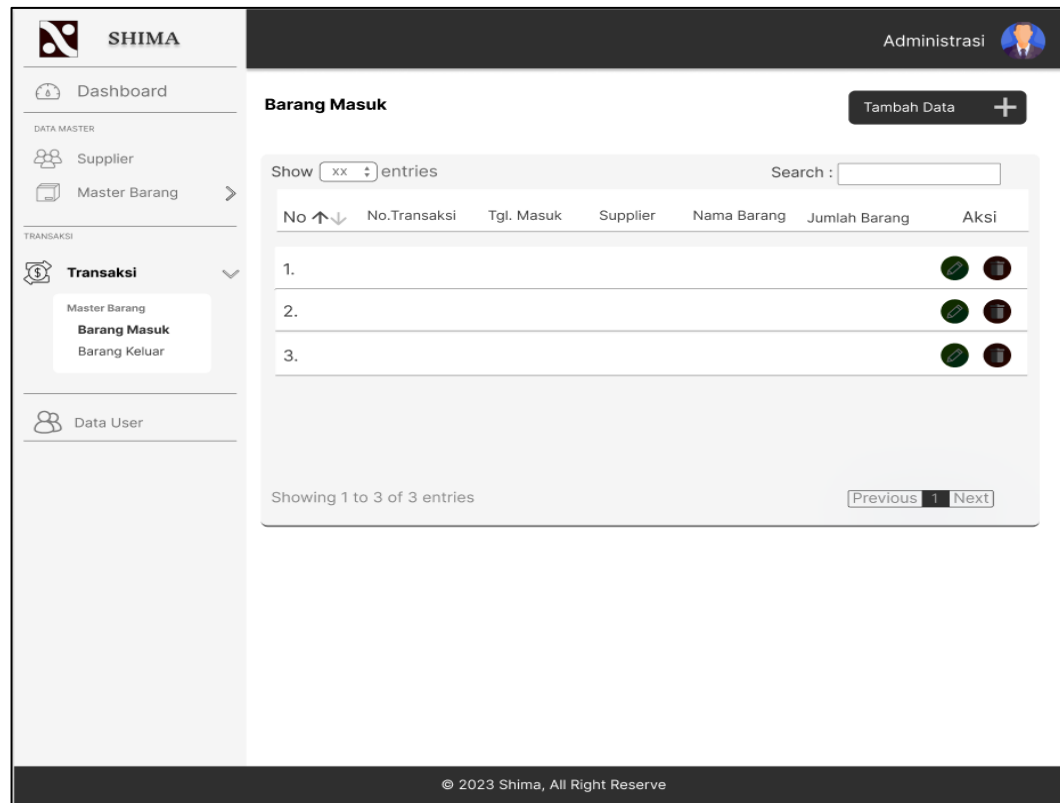 SHIMA
Administrasi
Dashboard
DATA MASTER
Supplier
Master Barang
TRANSAKSI
Transaksi
Master Barang
Barang Masuk
Barang Keluar
Data User
Barang Masuk
Tambah Data
Show xx entries
Search :
No No.Transaksi Tgl. Masuk Supplier Nama Barang Jumlah Barang Aksi
1.
2.
3.
Showing 1 to 3 of 3 entries
Previous 1 Next
© 2023 Shima, All Right Reserve